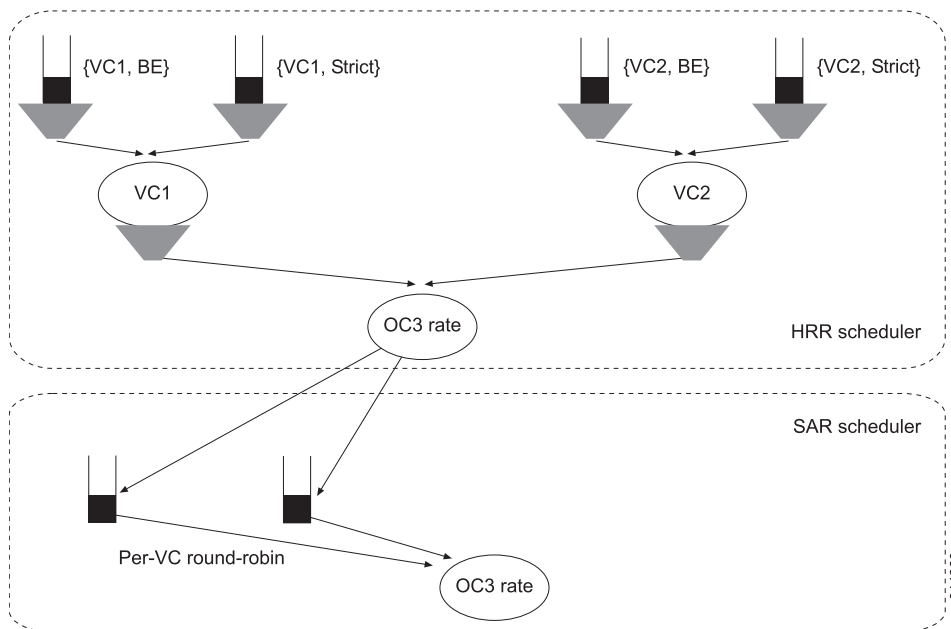 {VC1, BE}
{VC1, Strict}
{VC2, BE}
{VC2, Strict}
VC1
VC2
OC3 rate
HRR scheduler
SAR scheduler
Per-VC round-robin
OC3 rate